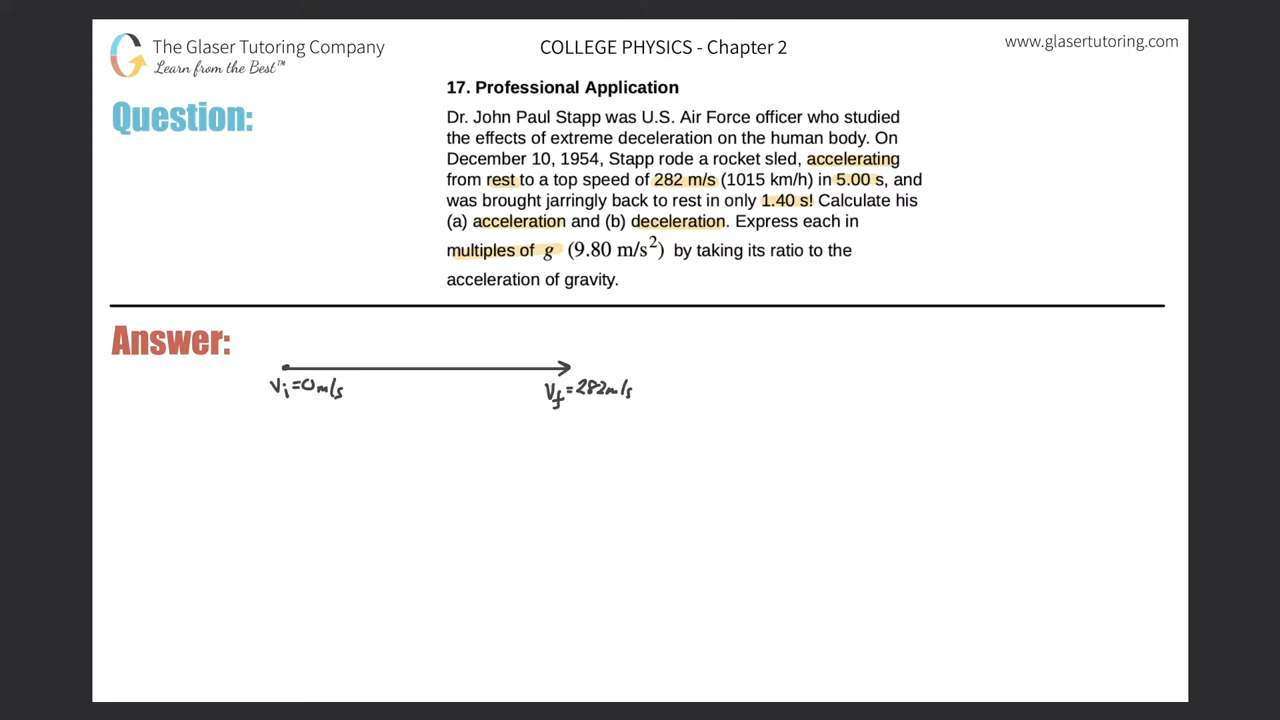 The Glaser Tutoring Company
Learn from the Best™
COLLEGE PHYSICS - Chapter 2
www.glasertutoring.com
Question:
17. Professional Application
Dr. John Paul Stapp was U.S. Air Force officer who studied
the effects of extreme deceleration on the human body. On
December 10, 1954, Stapp rode a rocket sled, accelerating
from rest to a top speed of 282 m/s (1015 km/h) in 5.00 s, and
was brought jarringly back to rest in only 1.40 s! Calculate his
(a) acceleration and (b) deceleration. Express each in
multiples of g (9.80 m/s²) by taking its ratio to the
acceleration of gravity.
Answer:
Vi=0m/s
Vf=282m/s